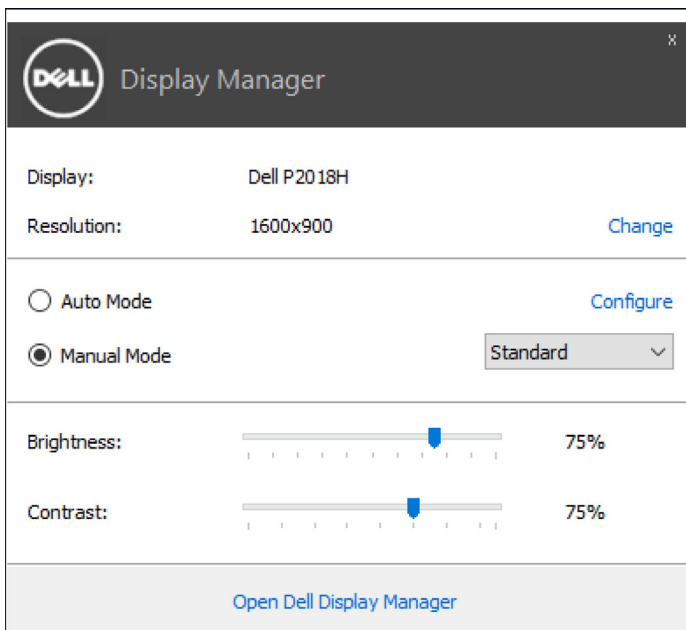 x
DELL Display Manager
Display: Dell P2018H
Resolution: 1600x900 Change
Auto Mode Configure
Manual Mode Standard
Brightness: 75%
Contrast: 75%
Open Dell Display Manager